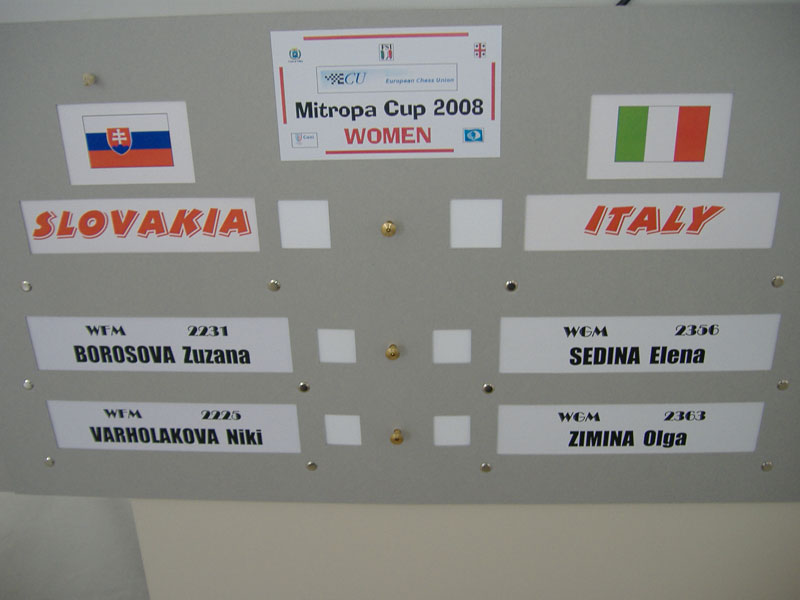 FSI
ECU European Chess Union
Mitropa Cup 2008
WOMEN
SLOVAKIA
ITALY
WFM 2231
BOROSOVA Zuzana
WGM 2356
SEDINA Elena
WFM 2225
VARHOLAKOVA Niki
WGM 2363
ZIMINA Olga